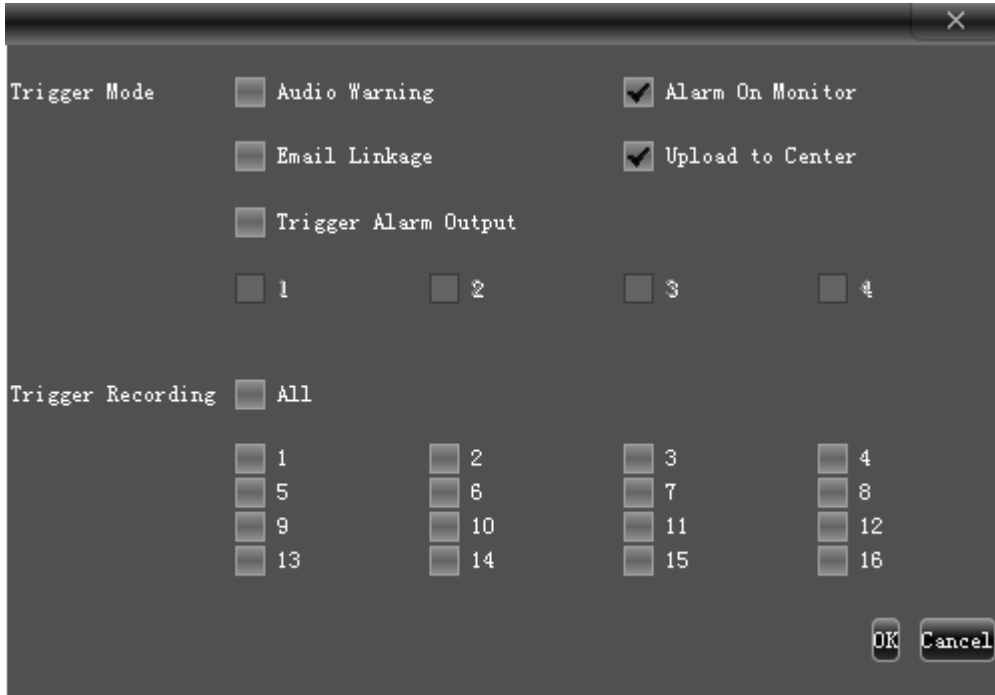 Trigger Mode Audio Warning Alarm On Monitor
Email Linkage Upload to Center
Trigger Alarm Output
1 2 3 4
Trigger Recording All
1 2 3 4
5 6 7 8
9 10 11 12
13 14 15 16
OK Cancel